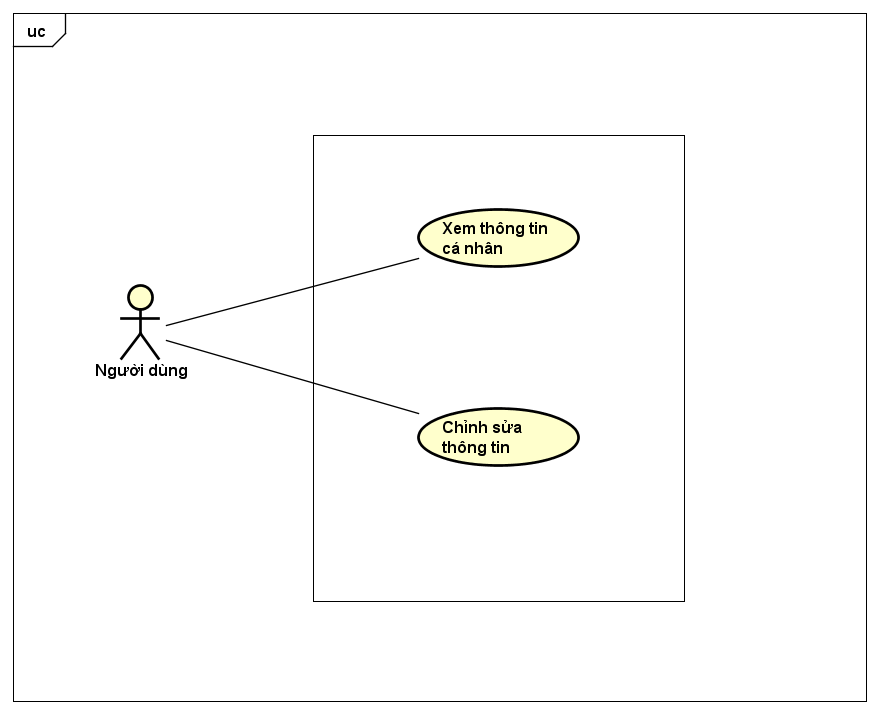 uc
Xem thông tin
cá nhân
Người dùng
Chỉnh sửa
thông tin